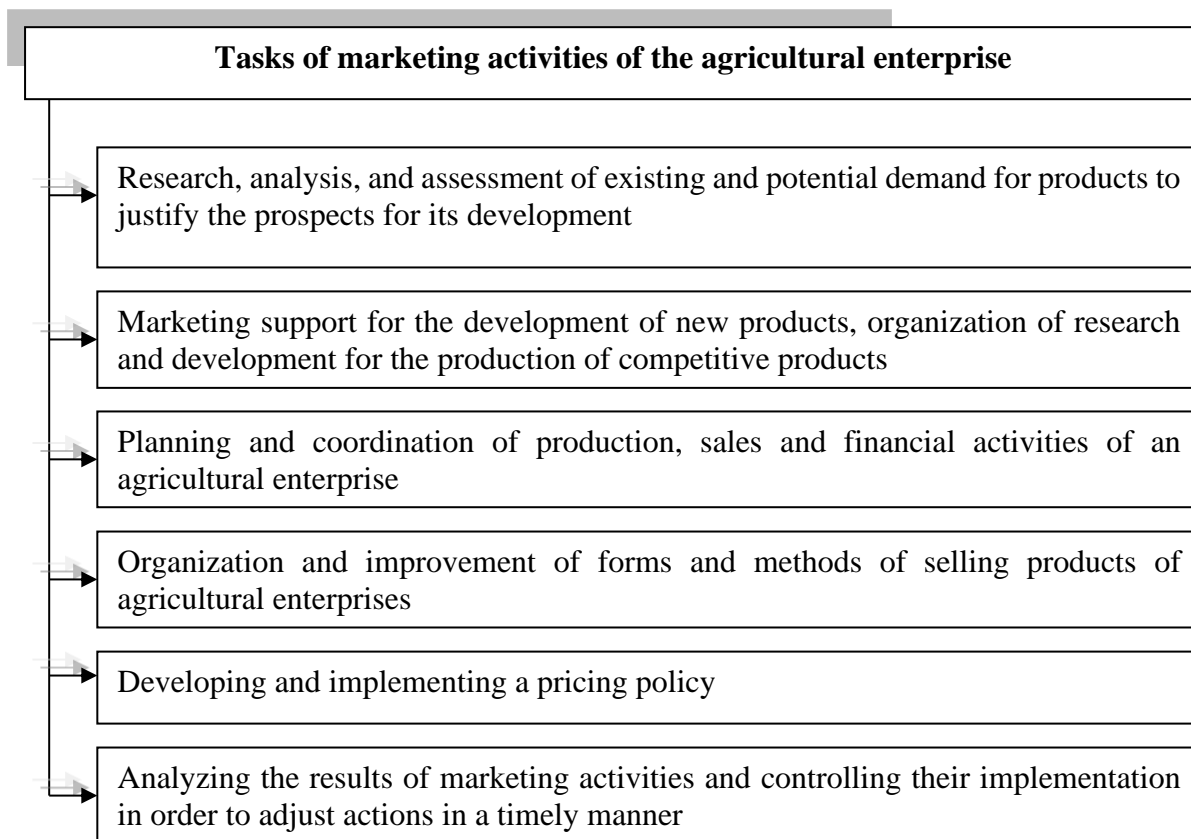 Tasks of marketing activities of the agricultural enterprise
Research, analysis, and assessment of existing and potential demand for products to
justify the prospects for its development
Marketing support for the development of new products, organization of research
and development for the production of competitive products
Planning and coordination of production, sales and financial activities of an
agricultural enterprise
Organization and improvement of forms and methods of selling products of
agricultural enterprises
Developing and implementing a pricing policy
Analyzing the results of marketing activities and controlling their implementation
in order to adjust actions in a timely manner